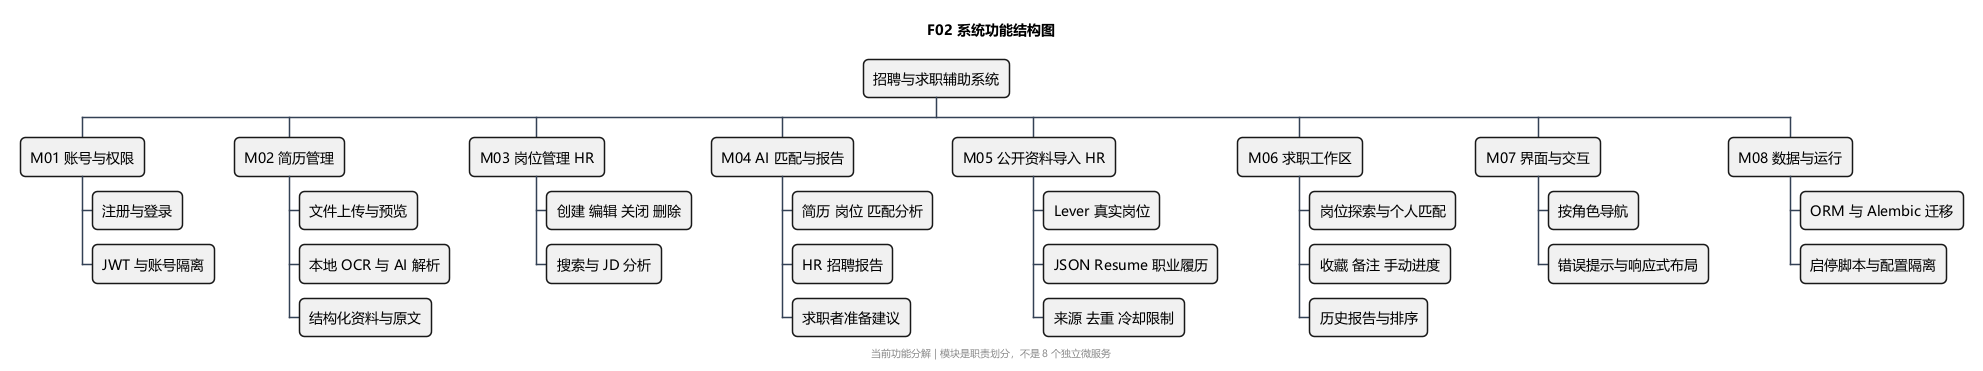 F02 系统功能结构图
招聘与求职辅助系统
M01 账号与权限
注册与登录
JWT 与账号隔离
M02 简历管理
文件上传与预览
本地 OCR 与 AI 解析
结构化资料与原文
M03 岗位管理 HR
创建 编辑 关闭 删除
搜索与 JD 分析
M04 AI 匹配与报告
简历 岗位 匹配分析
HR 招聘报告
求职者准备建议
M05 公开资料导入 HR
Lever 真实岗位
JSON Resume 职业履历
来源 去重 冷却限制
M06 求职工作区
岗位探索与个人匹配
收藏 备注 手动进度
历史报告与排序
M07 界面与交互
按角色导航
错误提示与响应式布局
M08 数据与运行
ORM 与 Alembic 迁移
启停脚本与配置隔离
当前功能分解 | 模块是职责划分，不是 8 个独立微服务